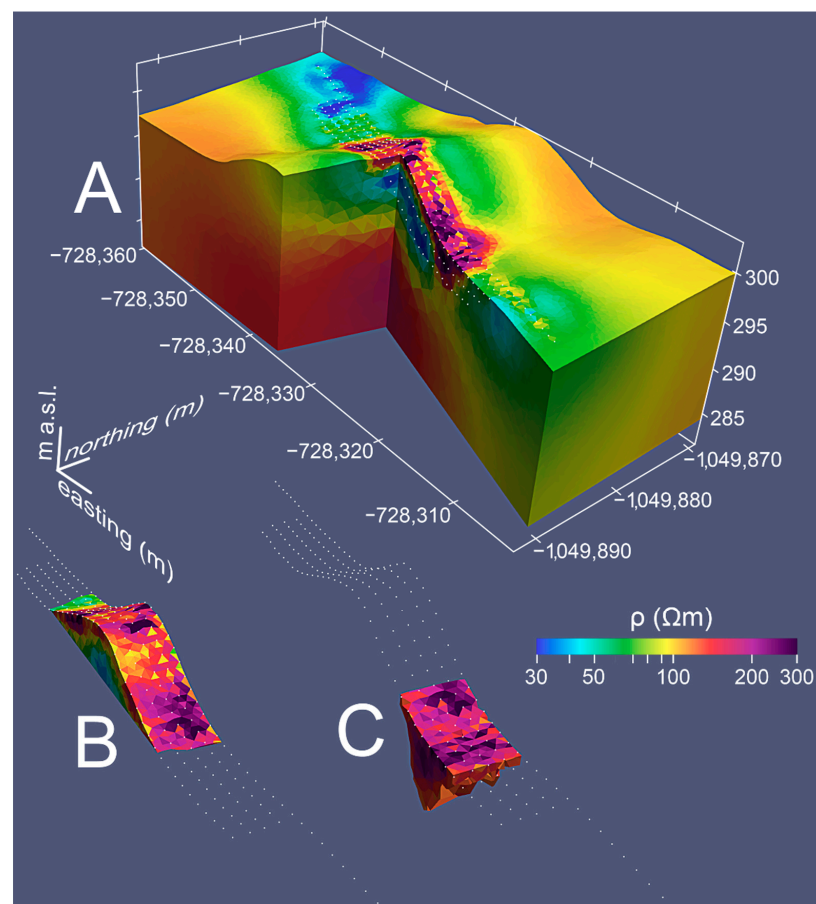 A
−728,360
−728,350
−728,340
−728,330
−728,320
−728,310
300
295
290
285
−1,049,870
−1,049,880
−1,049,890
m a.s.l.
northing (m)
easting (m)
B
C
ρ (Ωm)
30 50 100 200 300